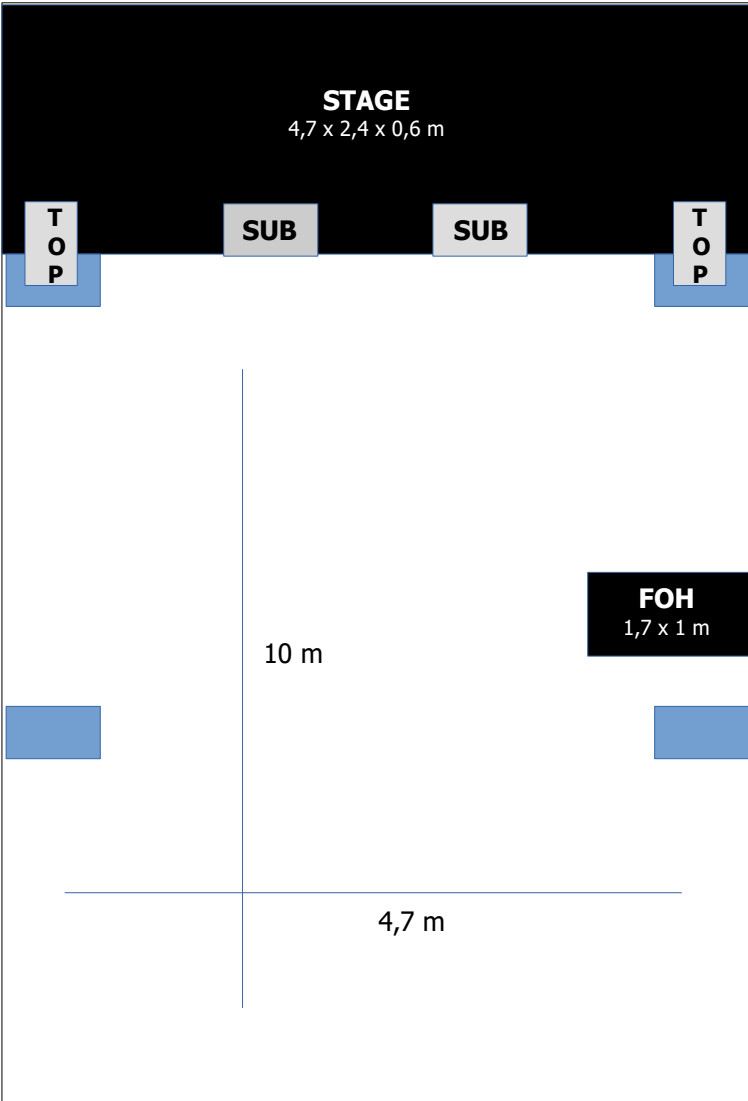 STAGE
4,7 x 2,4 x 0,6 m
T
O
P
SUB
SUB
T
O
P
FOH
1,7 x 1 m
10 m
4,7 m